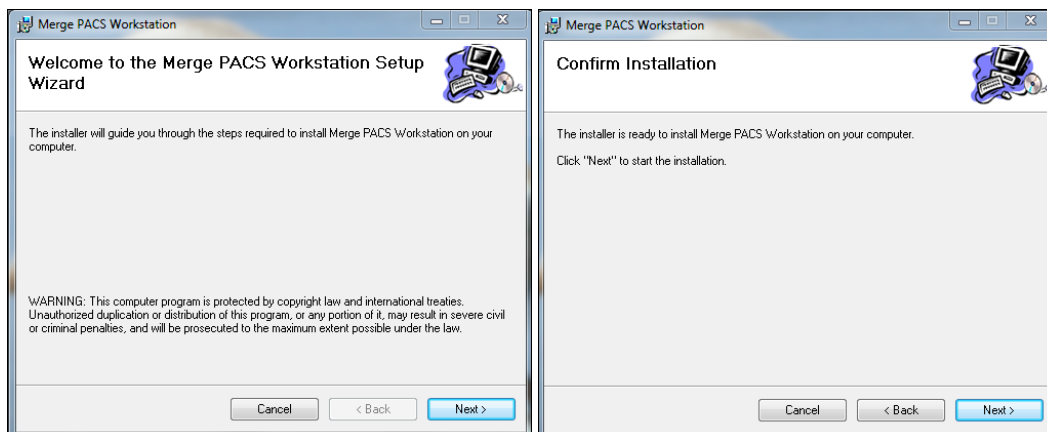 Merge PACS Workstation
Welcome to the Merge PACS Workstation Setup
Wizard
The installer will guide you through the steps required to install Merge PACS Workstation on your
computer.
WARNING: This computer program is protected by copyright law and international treaties.
Unauthorized duplication or distribution of this program, or any portion of it, may result in severe civil
or criminal penalties, and will be prosecuted to the maximum extent possible under the law.
Cancel
< Back
Next >
Merge PACS Workstation
Confirm Installation
The installer is ready to install Merge PACS Workstation on your computer.
Click "Next" to start the installation.
Cancel
< Back
Next >